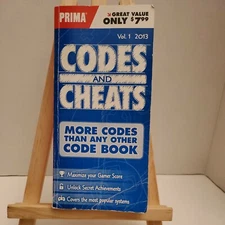 PRIMA
GREAT VALUE
ONLY $7.99
Vol. 1 2013
CODES
AND
CHEATS
MORE CODES
THAN ANY OTHER
CODE BOOK
Maximize your Gamer Score
Unlock Secret Achievements
Covers the most popular systems